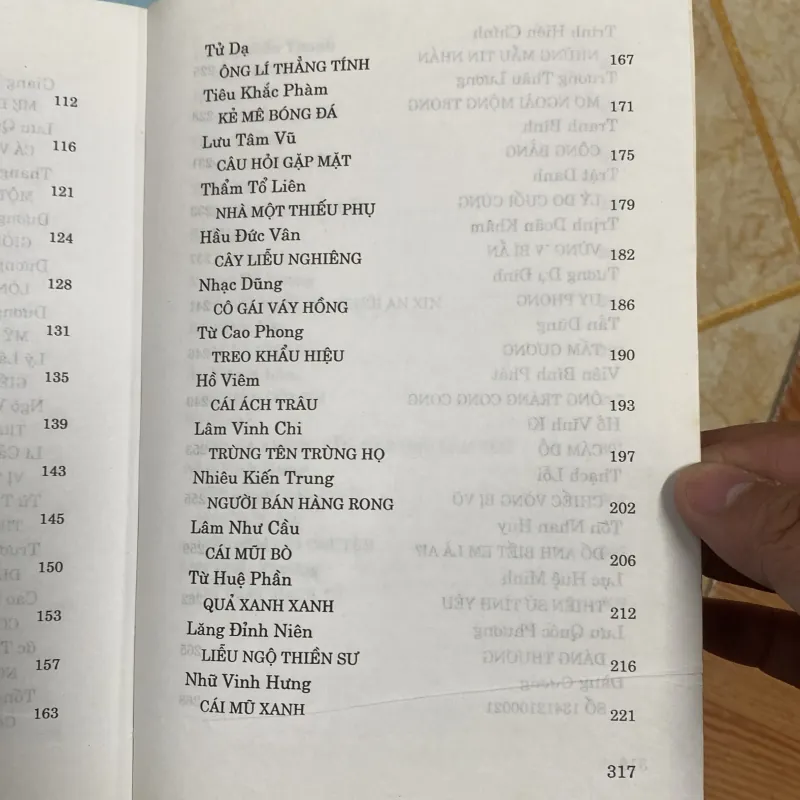 112
116
121
124
128
131
135
139
143
145
150
153
157
163
Tử Dạ
ÔNG LÍ THẲNG TÍNH 167
Tiêu Khắc Phàm
KẺ MÊ BÓNG ĐÁ 171
Lưu Tâm Vũ
CÂU HỎI GẶP MẶT 175
Thẩm Tổ Liên
NHÀ MỘT THIẾU PHỤ 179
Hầu Đức Vân
CÂY LIỄU NGHIÊNG 182
Nhạc Dũng
CÔ GÁI VÁY HỒNG 186
Từ Cao Phong
TREO KHẨU HIỆU 190
Hồ Viêm
CÁI ÁCH TRÂU 193
Lâm Vinh Chi
TRÙNG TÊN TRÙNG HỌ 197
Nhiêu Kiến Trung
NGƯỜI BÁN HÀNG RONG 202
Lâm Như Cầu
CÁI MŨI BÒ 206
Từ Huệ Phần
QUẢ XANH XANH 212
Lăng Đỉnh Niên
LIỄU NGỘ THIỀN SƯ 216
Nhữ Vinh Hưng
CÁI MŨ XANH 221
317